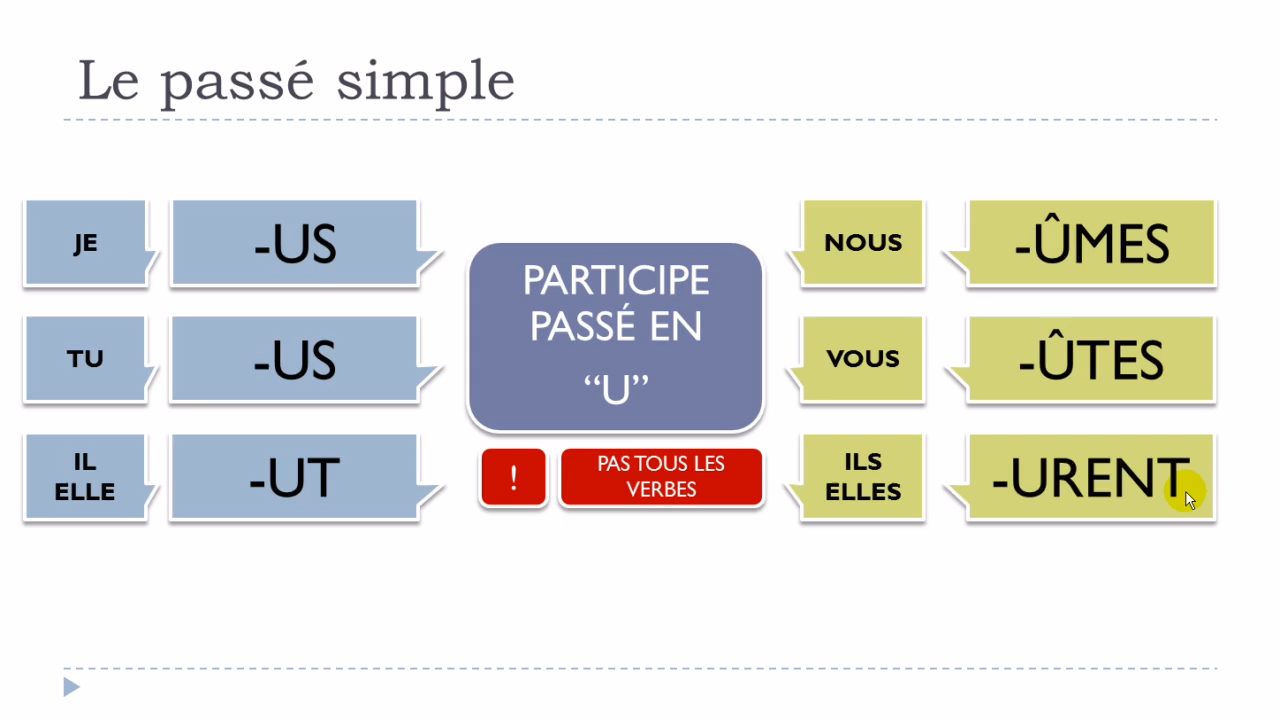 Le passé simple
JE
-US
TU
-US
IL
ELLE
-UT
PARTICIPE
PASSÉ EN
“U”
!
PAS TOUS LES
VERBES
NOUS
-ÛMES
VOUS
-ÛTES
ILS
ELLES
-URENT